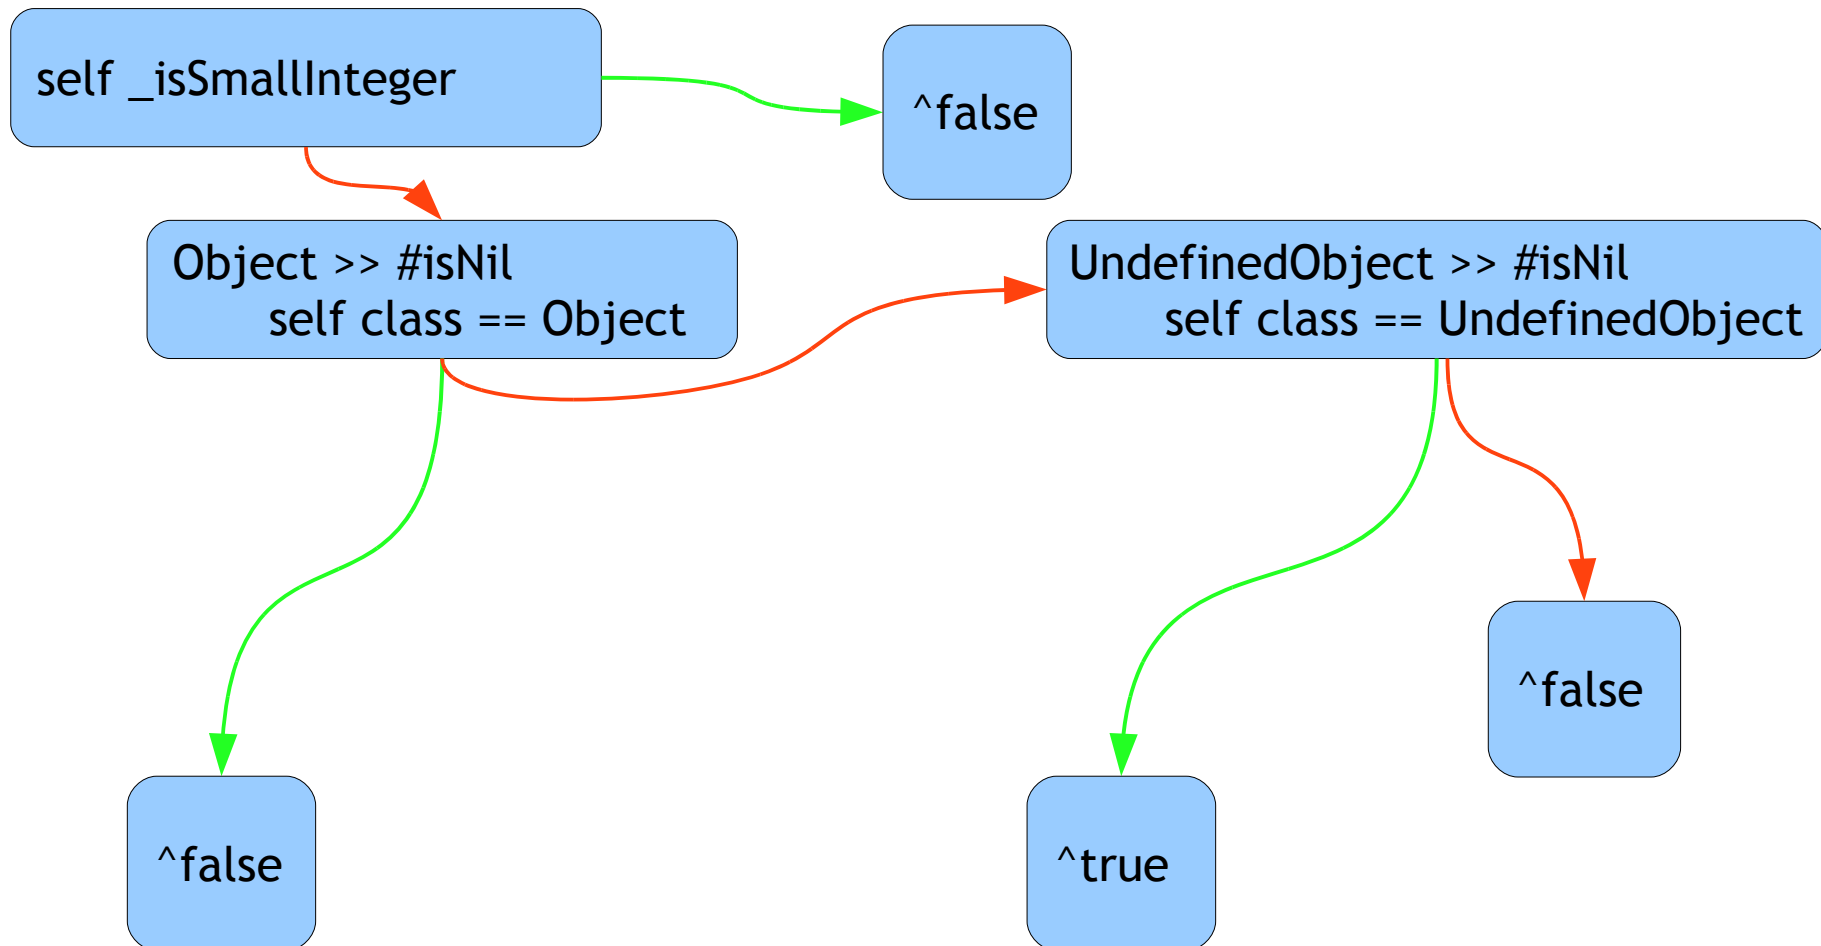 self _isSmallInteger
^false
Object >> #isNil
self class == Object
UndefinedObject >> #isNil
self class == UndefinedObject
^false
^false
^true